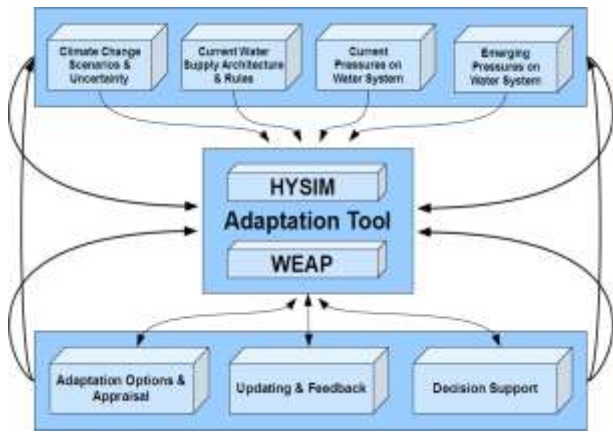 Climate Change
Scenarios &
Uncertainty
Current Water
Supply Architecture
& Rules
Current
Pressures on
Water System
Emerging
Pressures on
Water System
HYSIM
Adaptation Tool
WEAP
Adaptation Options &
Appraisal
Updating & Feedback
Decision Support